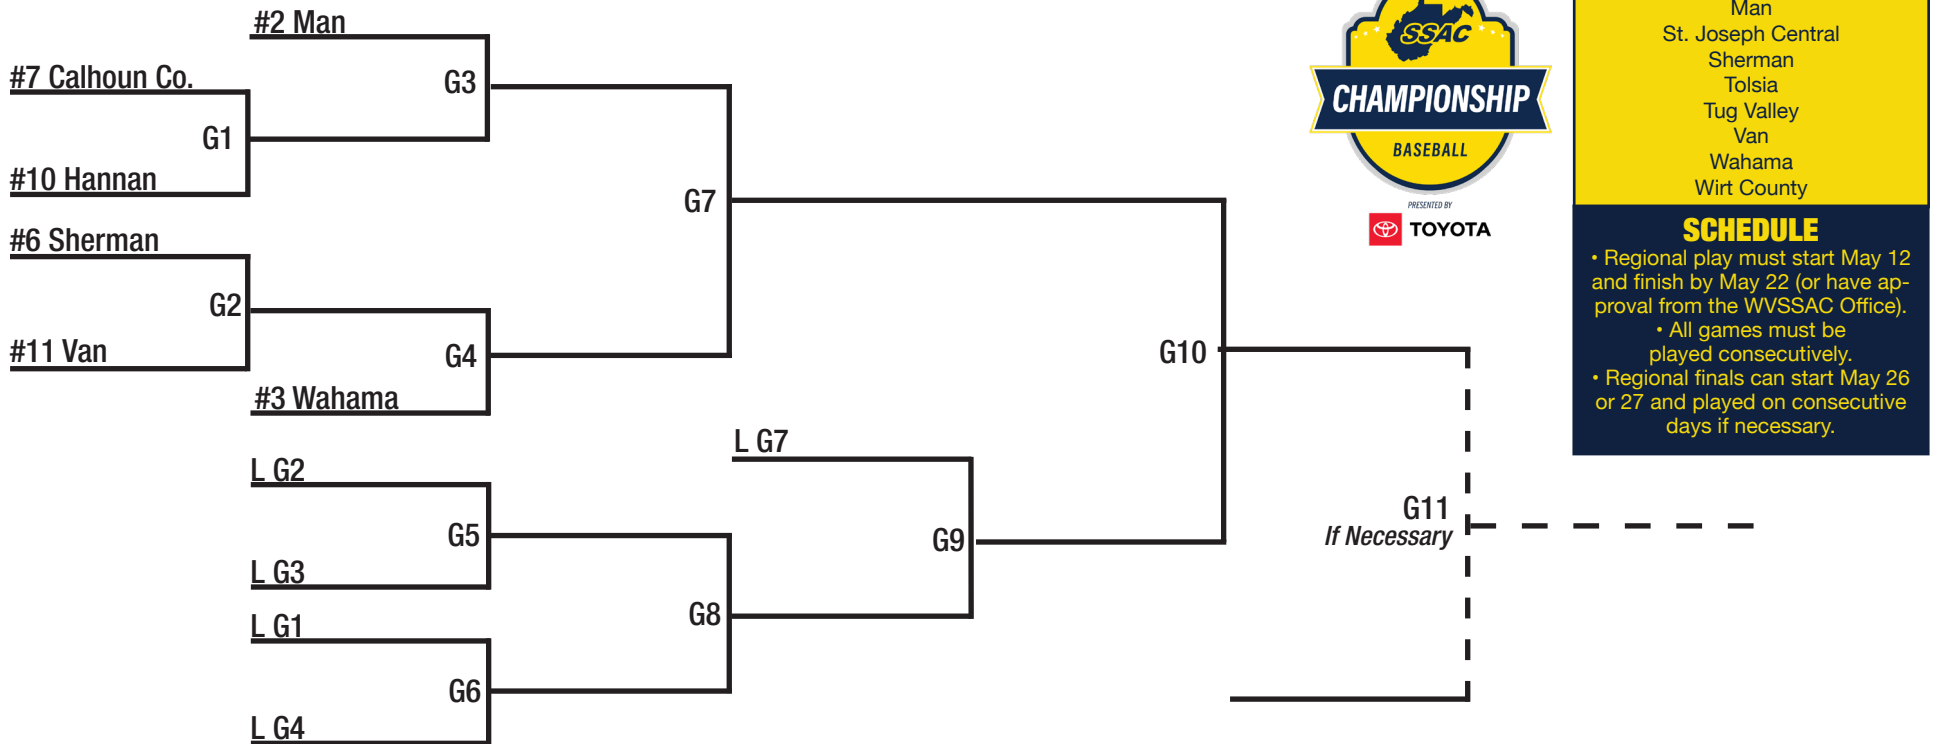 #2 Man
#7 Calhoun Co.
G3
G1
#10 Hannan
G7
#6 Sherman
G2
#11 Van
G4
#3 Wahama
G10
L G7
L G2
G5
L G3
G9
G11
If Necessary
L G1
G8
G6
L G4
SSAC
CHAMPIONSHIP
BASEBALL
PRESENTED BY
TOYOTA
Man
St. Joseph Central
Sherman
Tolsia
Tug Valley
Van
Wahama
Wirt County
SCHEDULE
• Regional play must start May 12
and finish by May 22 (or have ap-
proval from the WVSSAC Office).
• All games must be
played consecutively.
• Regional finals can start May 26
or 27 and played on consecutive
days if necessary.